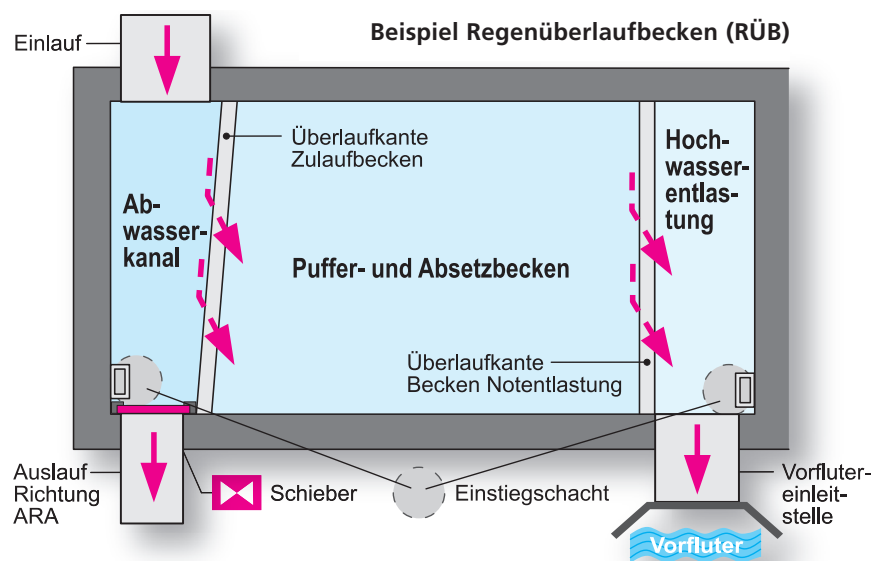 Beispiel Regenüberlaufbecken (RÜB)
Einlauf
Überlaufkante
Zulaufbecken
Hoch-
wasser-
entlas-
tung
Ab-
wasser-
kanal
Puffer- und Absetzbecken
Überlaufkante
Becken Notentlastung
Auslauf
Richtung
ARA
Schieber
Einstiegschacht
Vorfluter-
einleit-
stelle
Vorfluter